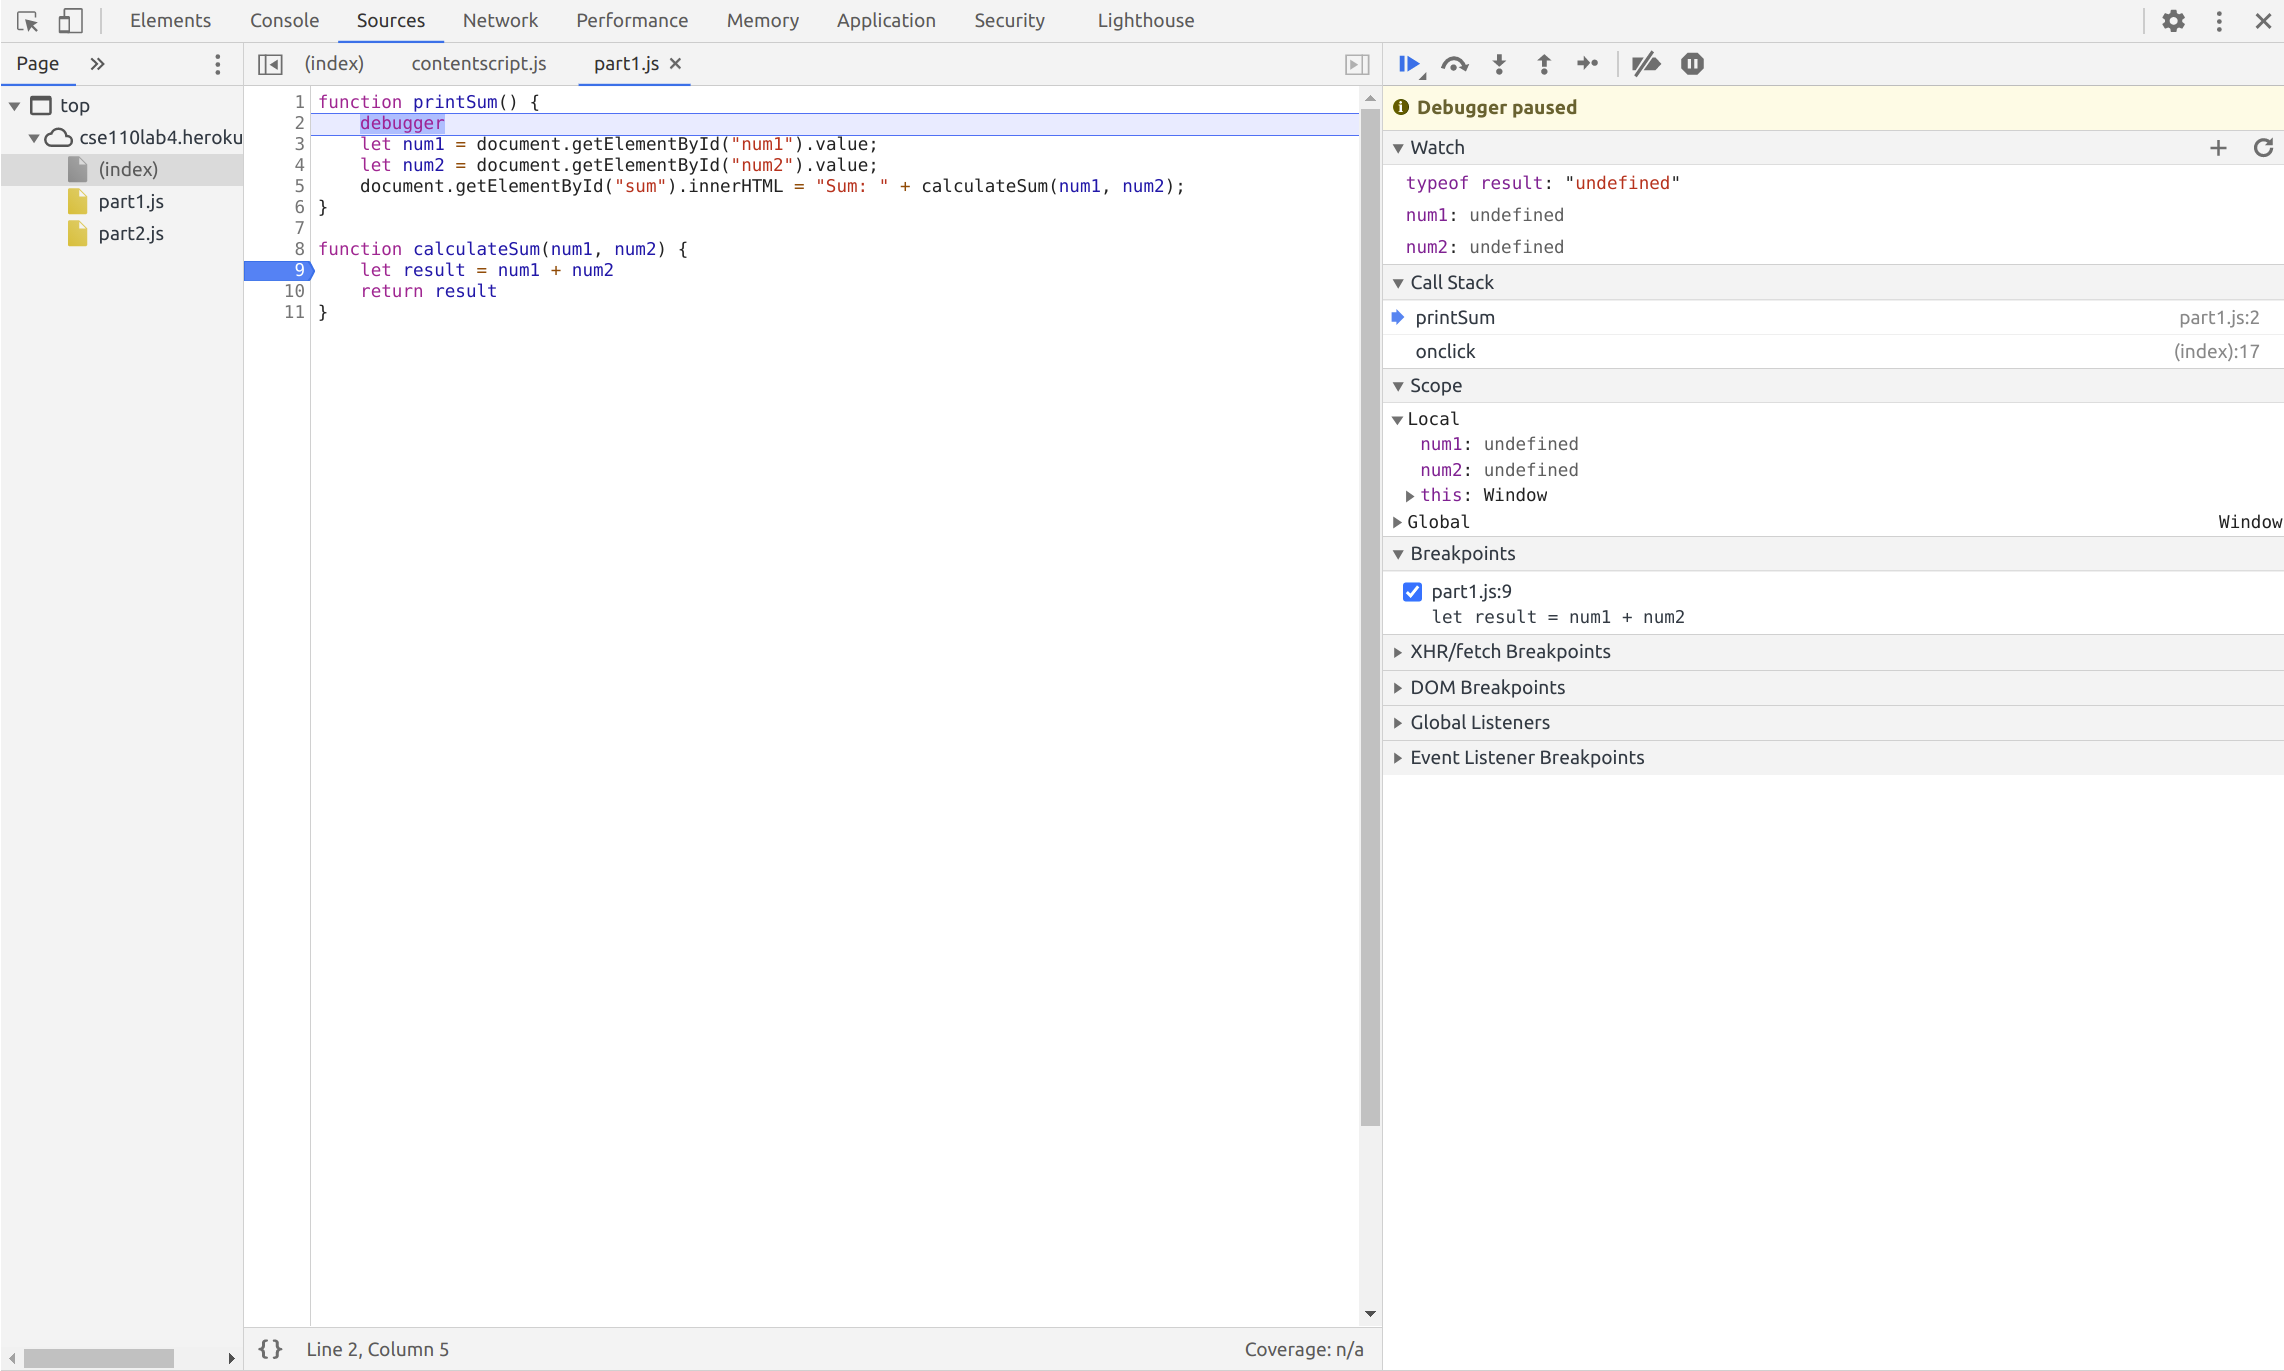 Elements Console Sources Network Performance Memory Application Security Lighthouse
Page
top
cse110lab4.heroku
(index)
part1.js
part2.js
(index) contentscript.js part1.js
1 function printSum() {
2 debugger
3 let num1 = document.getElementById("num1").value;
4 let num2 = document.getElementById("num2").value;
5 document.getElementById("sum").innerHTML = "Sum: " + calculateSum(num1, num2);
6 }
7
8 function calculateSum(num1, num2) {
9 let result = num1 + num2
10 return result
11 }
{} Line 2, Column 5 Coverage: n/a
Debugger paused
Watch
typeof result: "undefined"
num1: undefined
num2: undefined
Call Stack
printSum part1.js:2
onclick (index):17
Scope
Local
num1: undefined
num2: undefined
this: Window
Global Window
Breakpoints
part1.js:9
let result = num1 + num2
XHR/fetch Breakpoints
DOM Breakpoints
Global Listeners
Event Listener Breakpoints